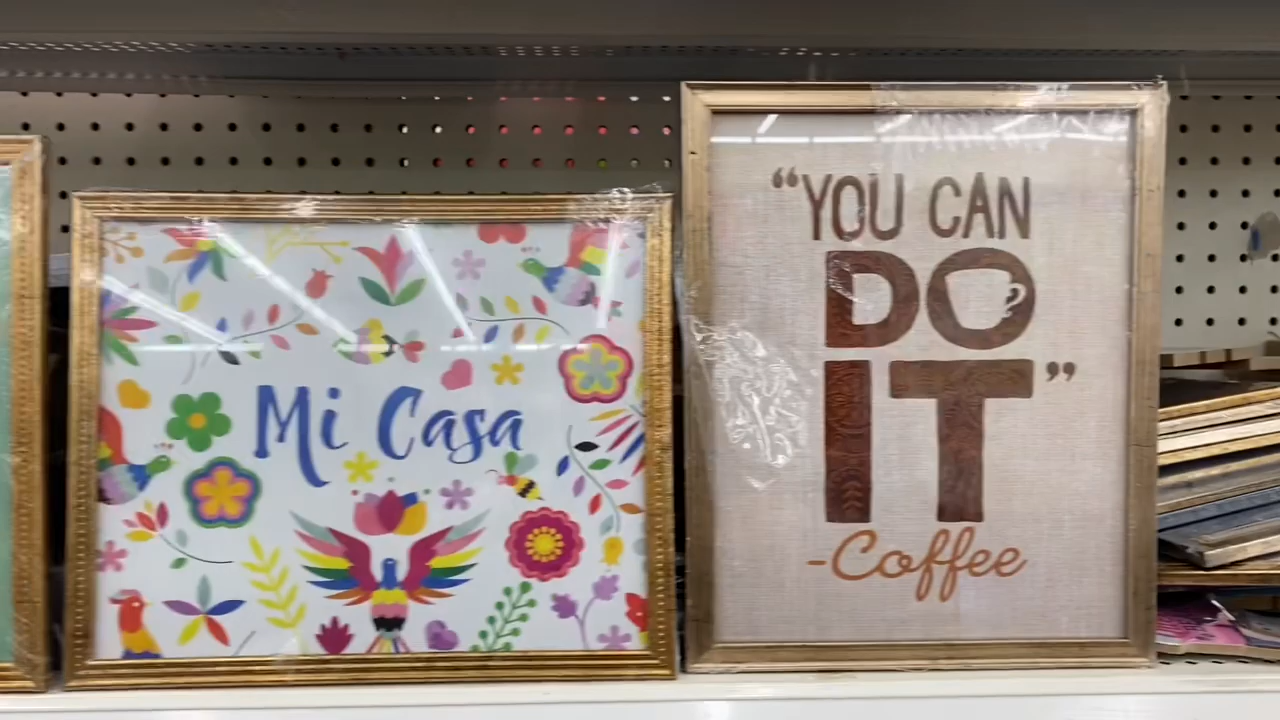 Mi Casa
“YOU CAN
DO
IT”
-Coffee